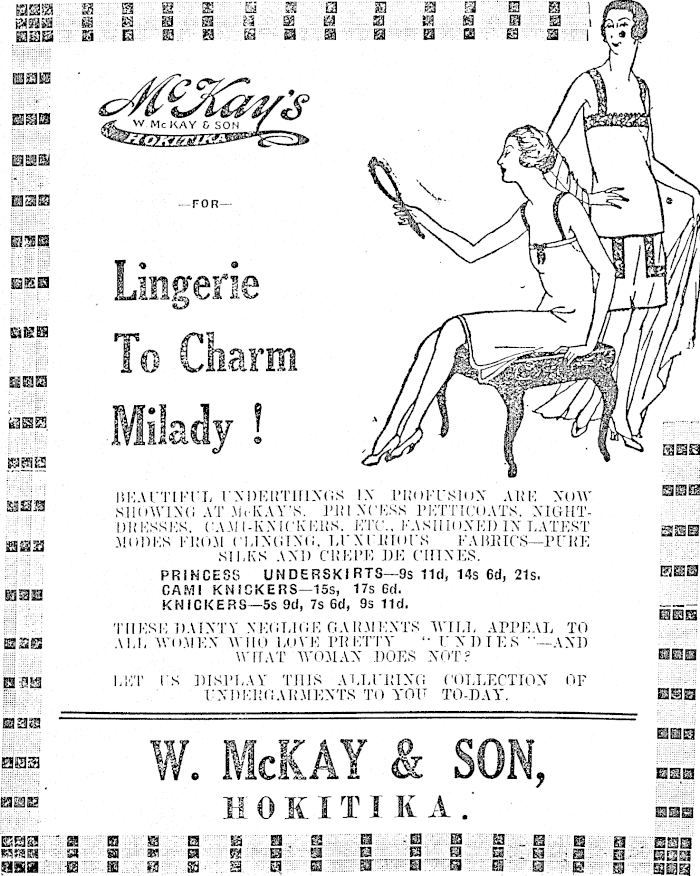 McKay's
W. McKAY & SON
HOKITIKA
—FOR—
Lingerie
To Charm
Milady !
BEAUTIFUL UNDERTHINGS IN PROFUSION ARE NOW
SHOWING AT McKAY'S. PRINCESS PETTICOATS, NIGHT-
DRESSES, CAMI-KNICKERS, ETC., FASHIONED IN LATEST
MODES FROM CLINGING, LUXURIOUS FABRICS—PURE
SILKS AND CREPE DE CHINES.
PRINCESS UNDERSKIRTS—9s 11d, 14s 6d, 21s.
CAMI KNICKERS—15s, 17s 6d.
KNICKERS—5s 9d, 7s 6d, 9s 11d.
THESE DAINTY NEGLIGE GARMENTS WILL APPEAL TO
ALL WOMEN WHO LOVE PRETTY "UNDIES"—AND
WHAT WOMAN DOES NOT?
LET US DISPLAY THIS ALLURING COLLECTION OF
UNDERGARMENTS TO YOU TO-DAY.
W. McKAY & SON,
HOKITIKA.